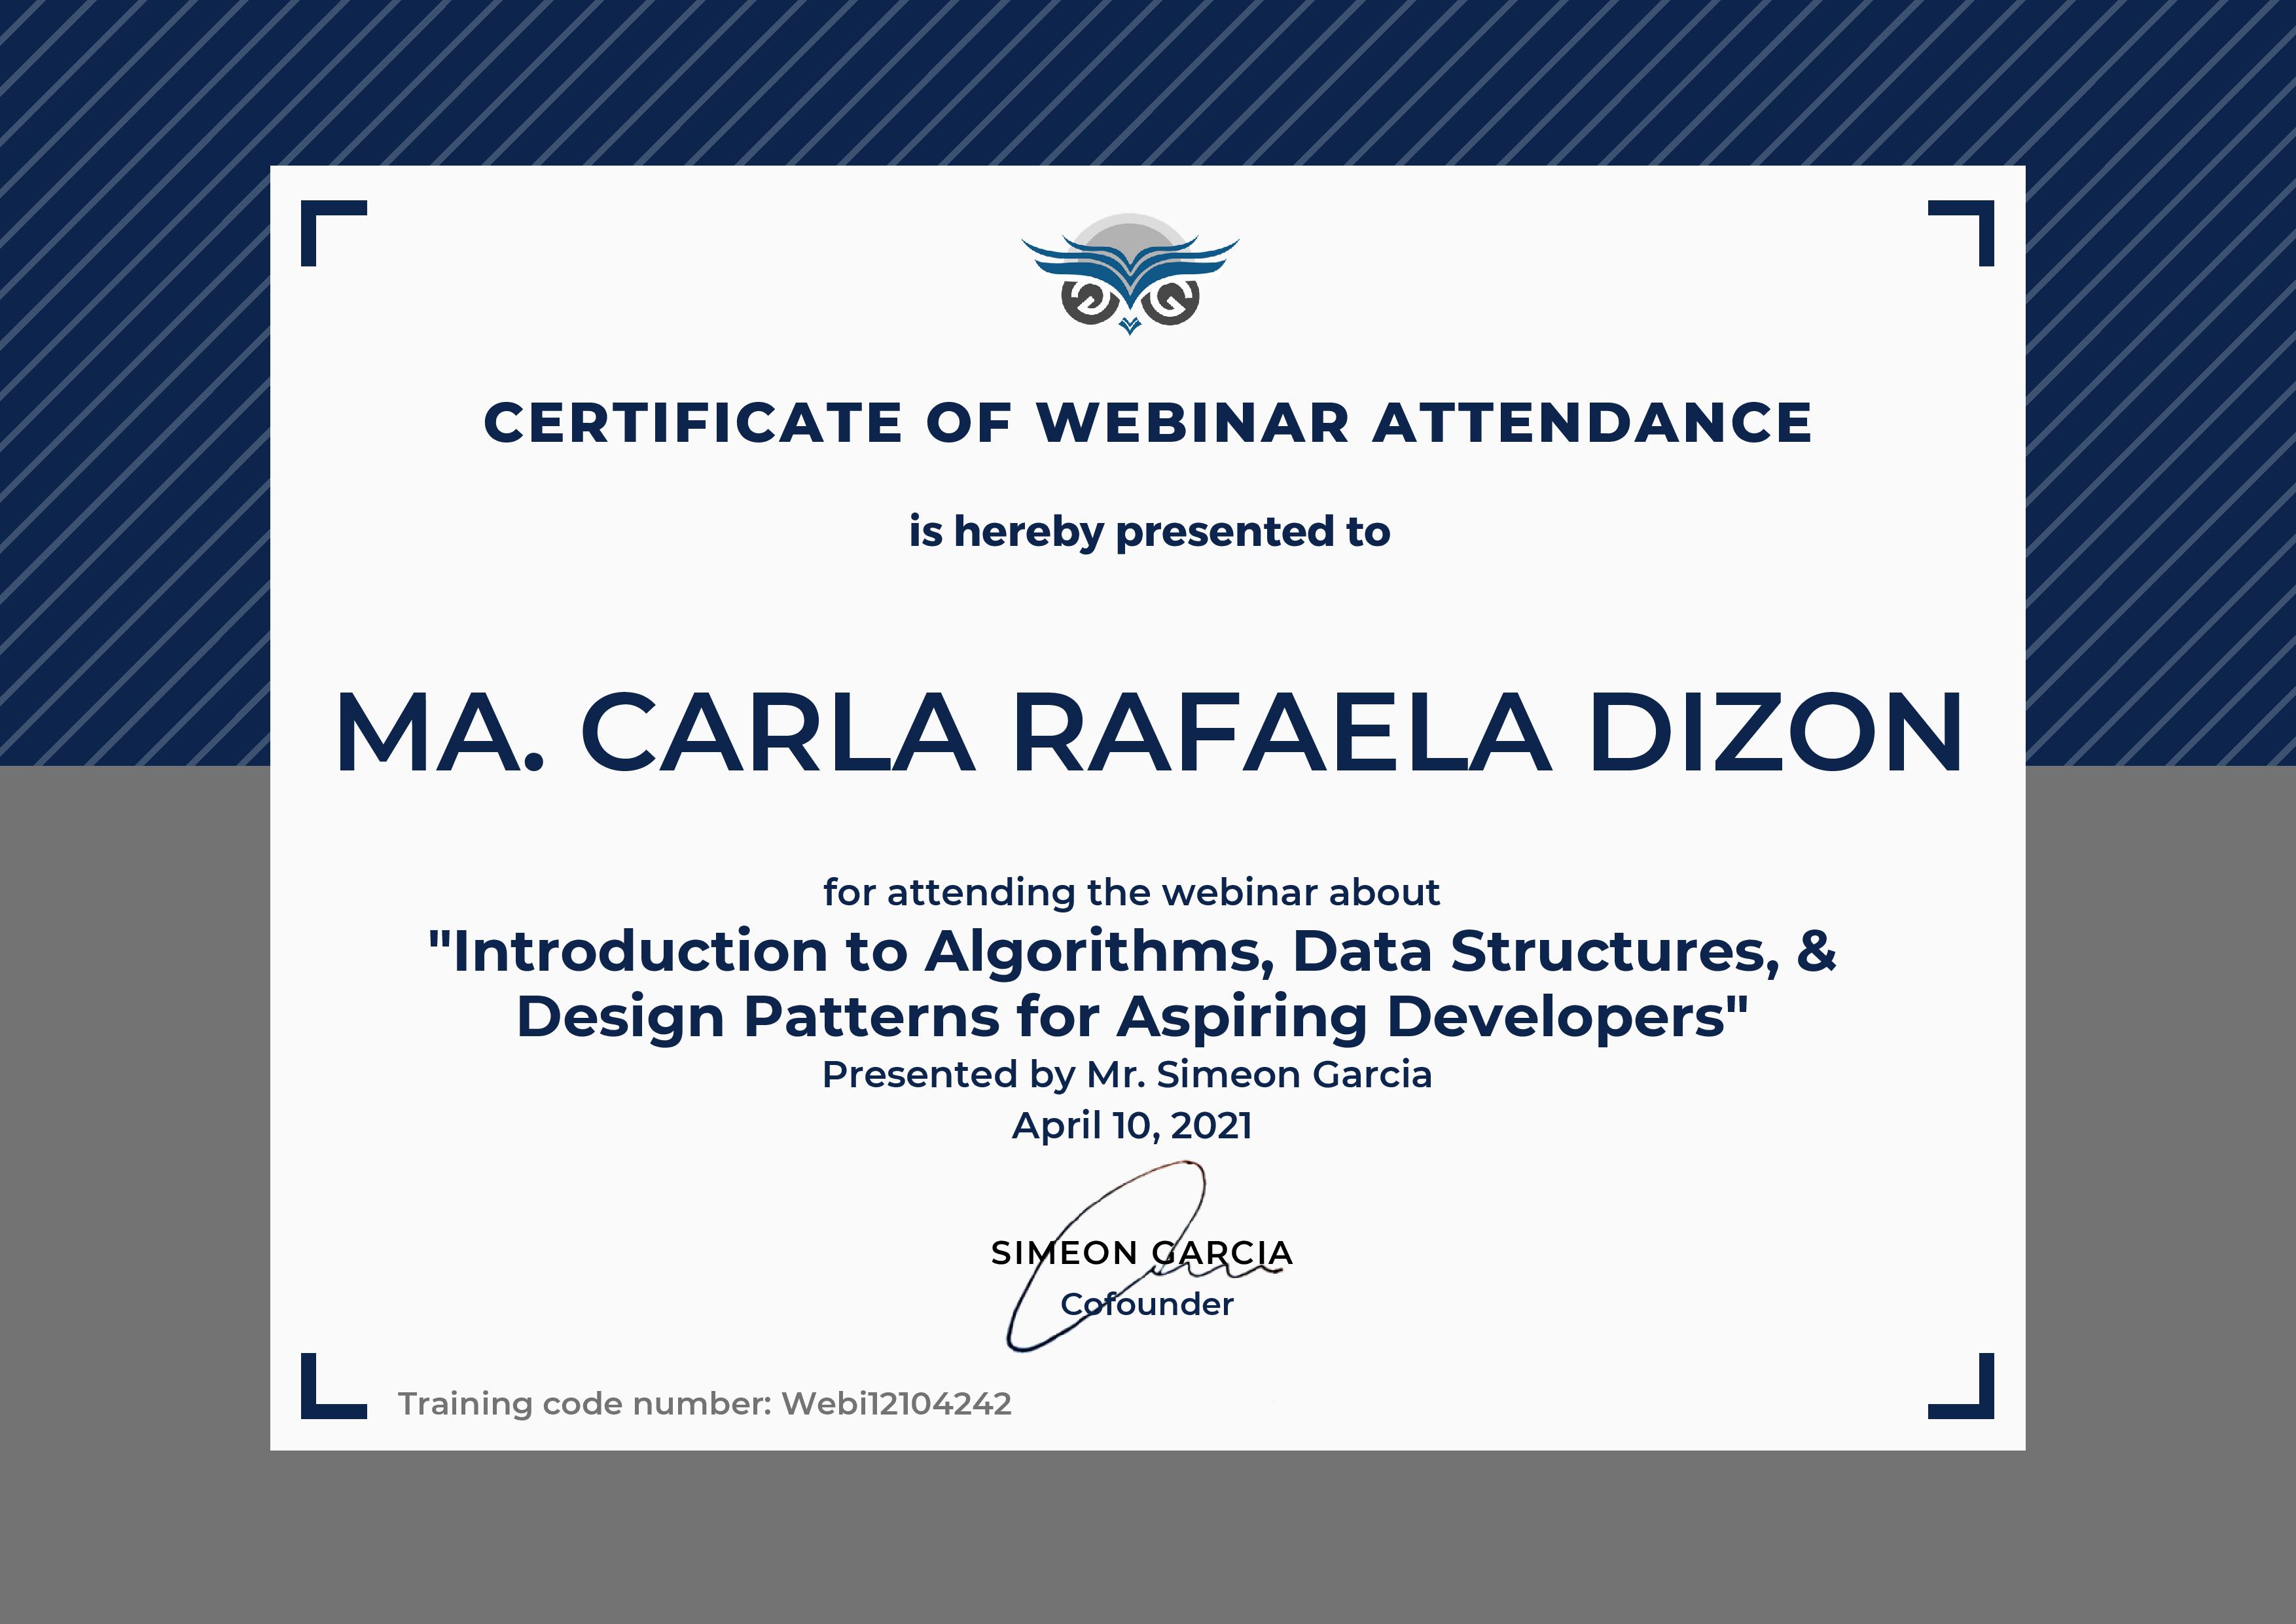 CERTIFICATE OF WEBINAR ATTENDANCE
is hereby presented to
MA. CARLA RAFAELA DIZON
for attending the webinar about
"Introduction to Algorithms, Data Structures, &
Design Patterns for Aspiring Developers"
Presented by Mr. Simeon Garcia
April 10, 2021
SIMEON GARCIA
Cofounder
Training code number: Webi12104242